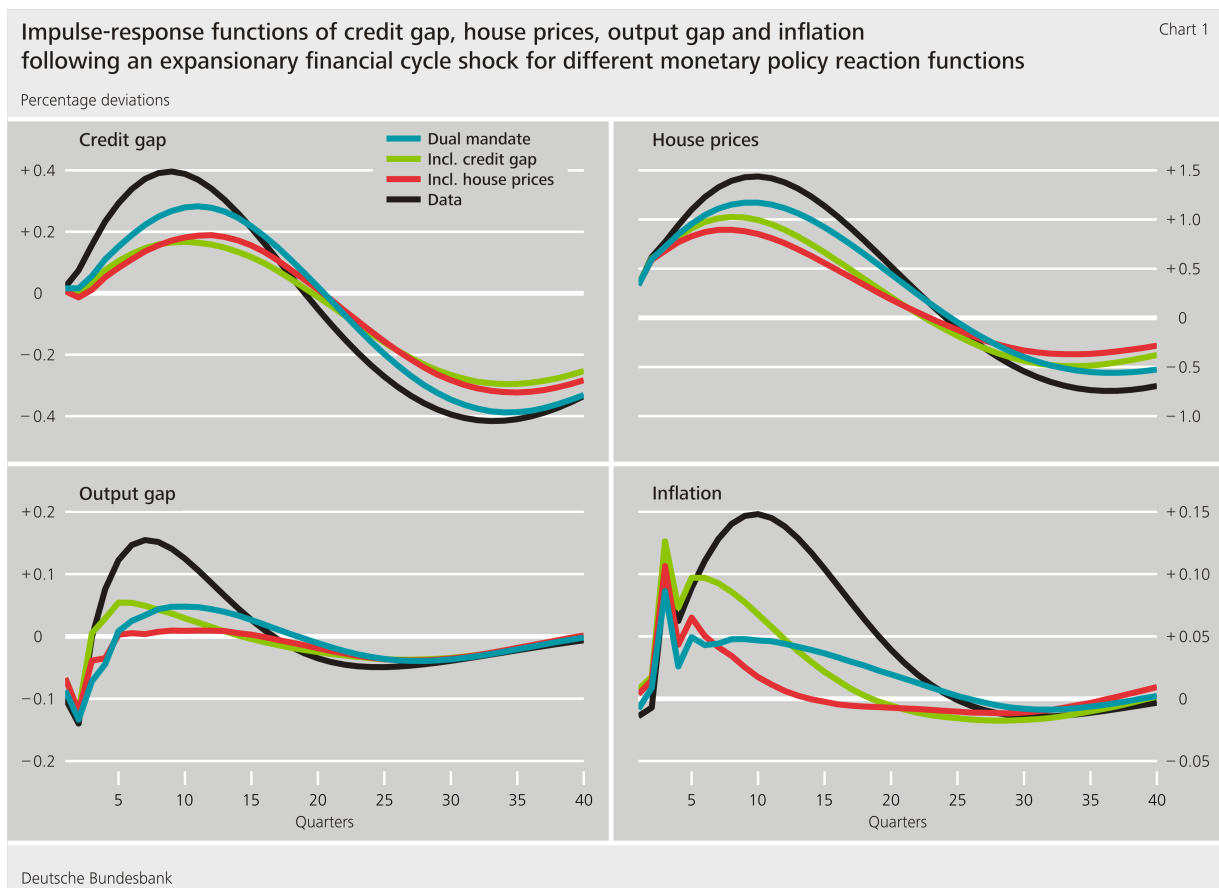 Impulse-response functions of credit gap, house prices, output gap and inflation
following an expansionary financial cycle shock for different monetary policy reaction functions
Chart 1
Percentage deviations
Credit gap
Dual mandate
Incl. credit gap
Incl. house prices
Data
+ 0.4
+ 0.2
0
− 0.2
− 0.4
House prices
+ 1.5
+ 1.0
+ 0.5
0
− 0.5
− 1.0
Output gap
+ 0.2
+ 0.1
0
− 0.1
− 0.2
5 10 15 20 25 30 35 40
Quarters
Inflation
+ 0.15
+ 0.10
+ 0.05
0
− 0.05
5 10 15 20 25 30 35 40
Quarters
Deutsche Bundesbank